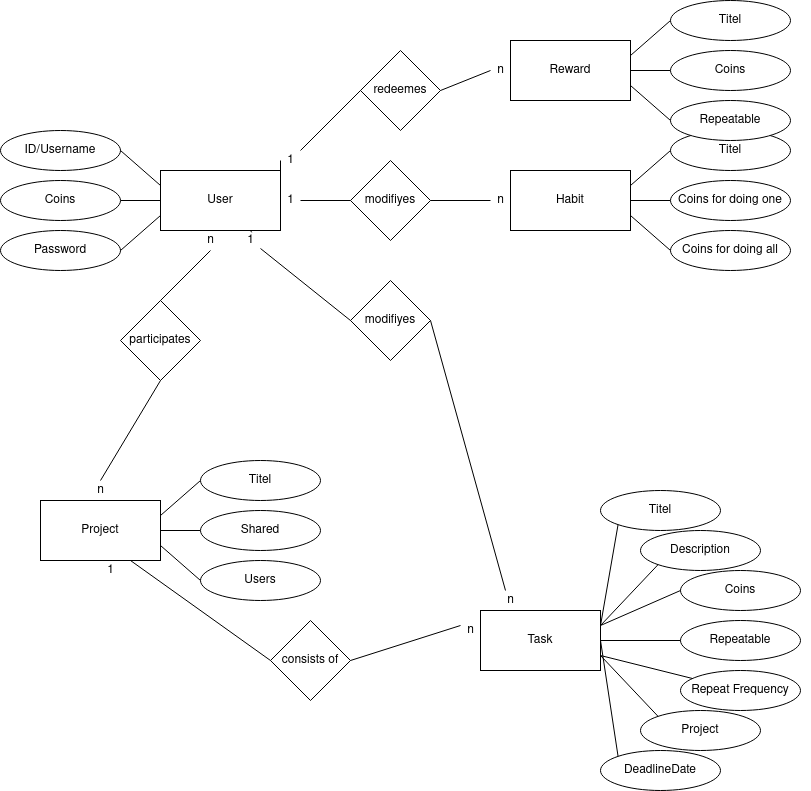 Titel
Reward
Coins
redeemes
n
Repeatable
1
ID/Username
Titel
User
Coins
1
modifiyes
n
Habit
Coins for doing one
Password
Coins for doing all
n
1
modifiyes
participates
n
Titel
Project
Shared
Users
1
consists of
n
n
Task
Titel
Description
Coins
Repeatable
Repeat Frequency
Project
DeadlineDate